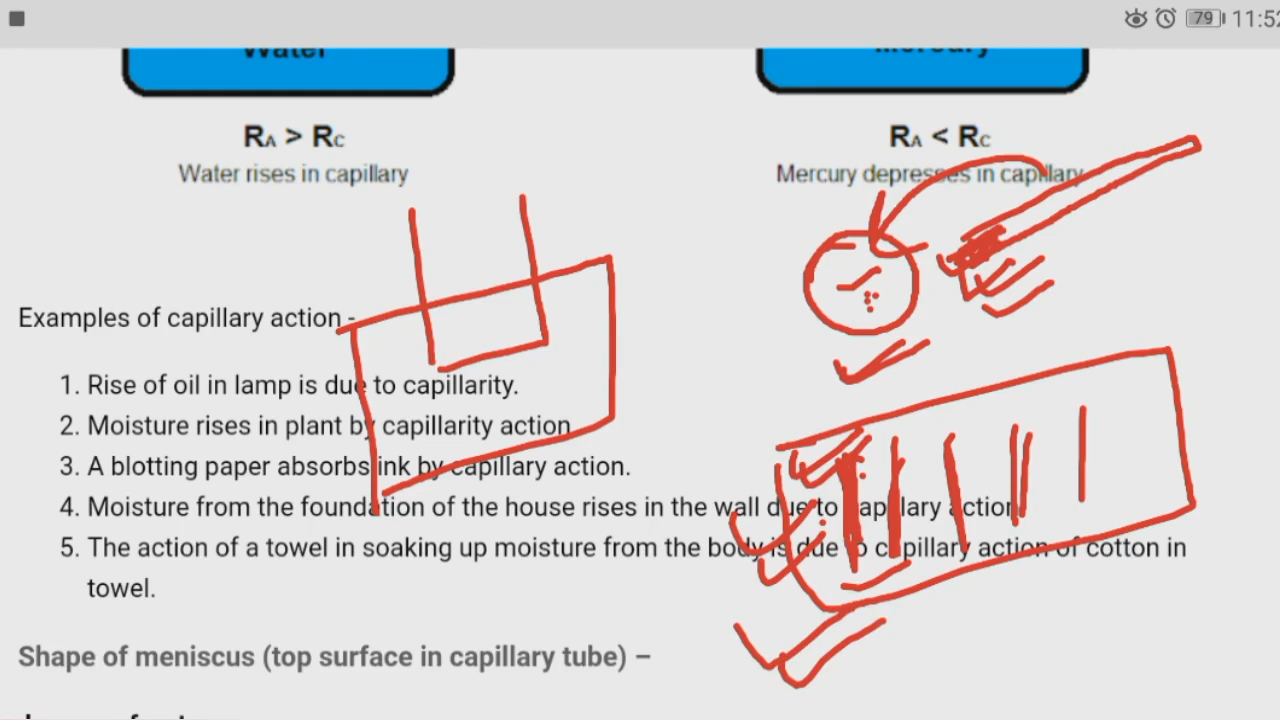 79 11:52
Water Mercury
RA > RC RA < RC
Water rises in capillary Mercury depresses in capillary
Examples of capillary action -
1. Rise of oil in lamp is due to capillarity.
2. Moisture rises in plant by capillarity action
3. A blotting paper absorbs ink by capillary action.
4. Moisture from the foundation of the house rises in the wall due to capillary action
5. The action of a towel in soaking up moisture from the body is due to capillary action of cotton in
towel.
Shape of meniscus (top surface in capillary tube) –